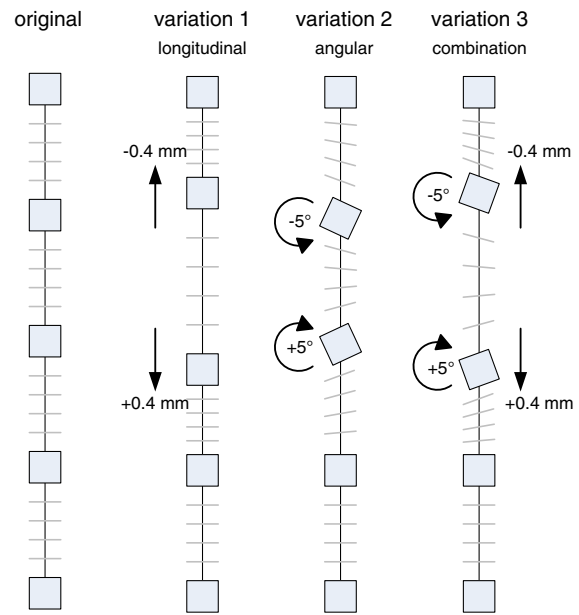 original
variation 1
variation 2
variation 3
longitudinal
angular
combination
-0.4 mm
-0.4 mm
-5°
-5°
+5°
+5°
+0.4 mm
+0.4 mm